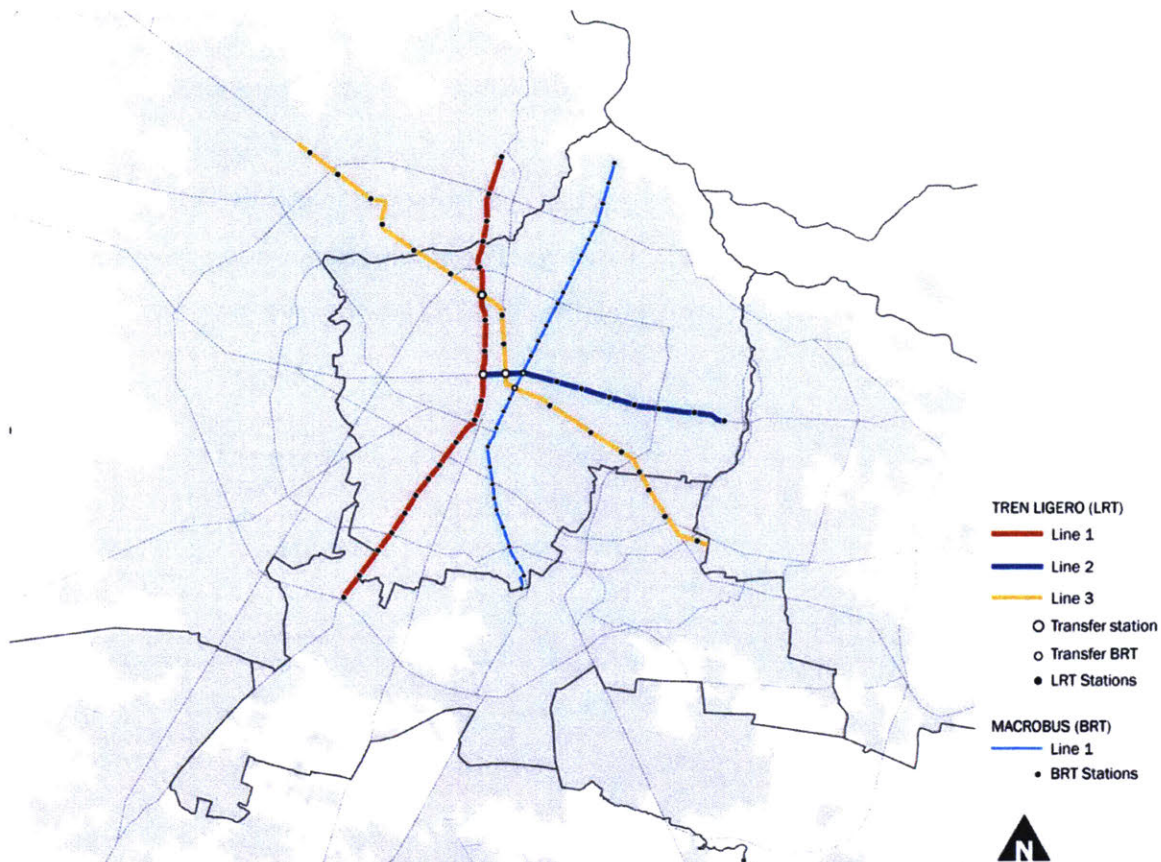 TREN LIGERO (LRT)
Line 1
Line 2
Line 3
Transfer station
Transfer BRT
LRT Stations
MACROBUS (BRT)
Line 1
BRT Stations
N